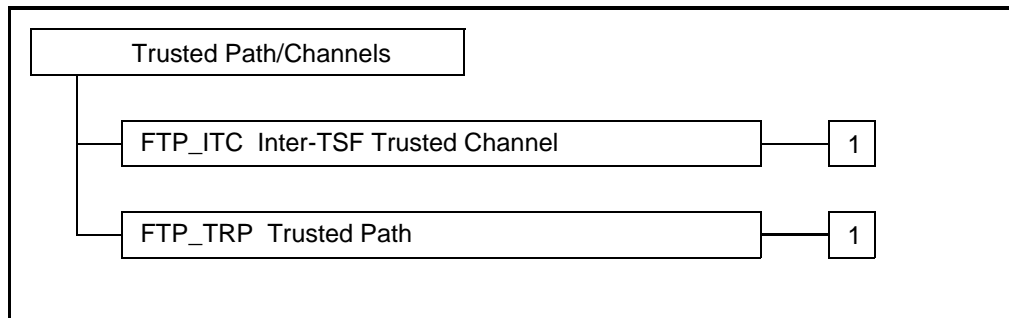 Trusted Path/Channels
FTP_ITC Inter-TSF Trusted Channel 1
FTP_TRP Trusted Path 1